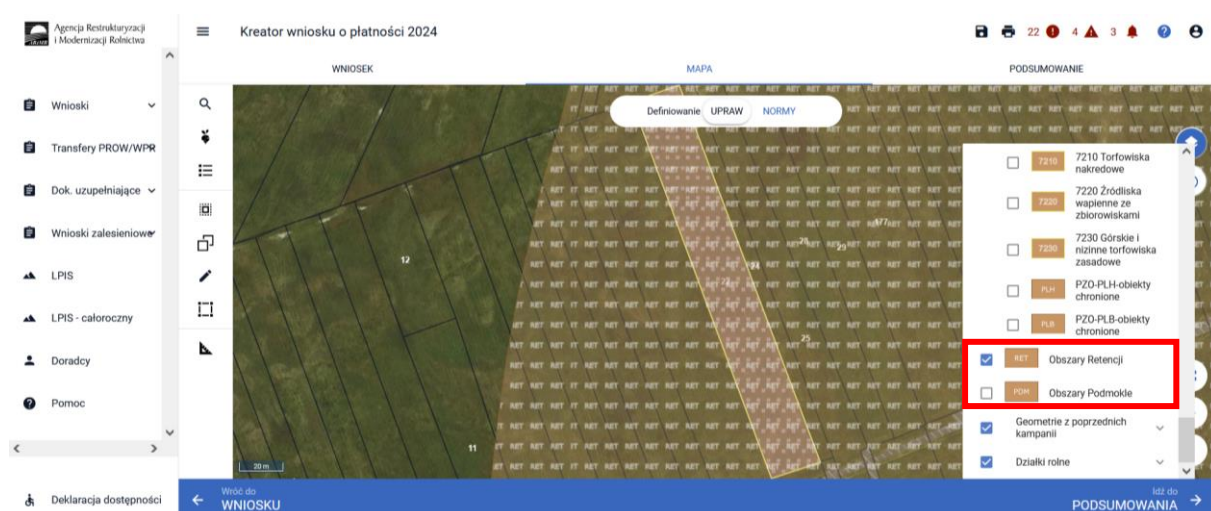 Agencja Restrukturyzacji
i Modernizacji Rolnictwa
Kreator wniosku o płatności 2024
22
4
3
WNIOSEK
MAPA
PODSUMOWANIE
Definiowanie UPRAW NORMY
Wnioski
Transfery PROW/WPR
Dok. uzupełniające
Wnioski zalesieniowe
LPIS
LPIS - całoroczny
Doradcy
Pomoc
Deklaracja dostępności
12
11
25
20 m
7210 7210 Torfowiska
nakredowe
7220 7220 Źródliska
wapienne ze
zbiorowiskami
7230 7230 Górskie i
nizinne torfowiska
zasadowe
PLH PZO-PLH-obiekty
chronione
PLB PZO-PLB-obiekty
chronione
RET Obszary Retencji
PDM Obszary Podmokle
Geometrie z poprzednich
kampanii
Działki rolne
Wróć do
WNIOSKU
Idź do
PODSUMOWANIA